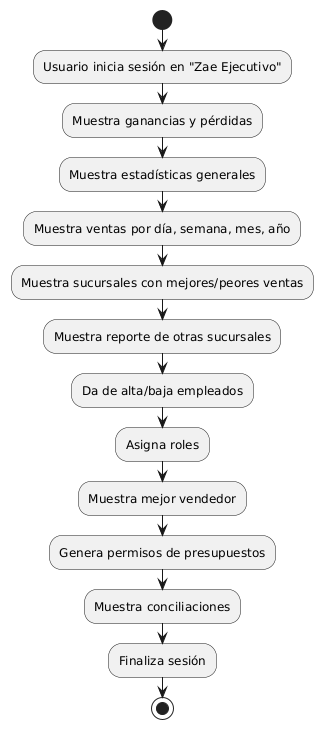 Usuario inicia sesión en "Zae Ejecutivo"
Muestra ganancias y pérdidas
Muestra estadísticas generales
Muestra ventas por día, semana, mes, año
Muestra sucursales con mejores/peores ventas
Muestra reporte de otras sucursales
Da de alta/baja empleados
Asigna roles
Muestra mejor vendedor
Genera permisos de presupuestos
Muestra conciliaciones
Finaliza sesión